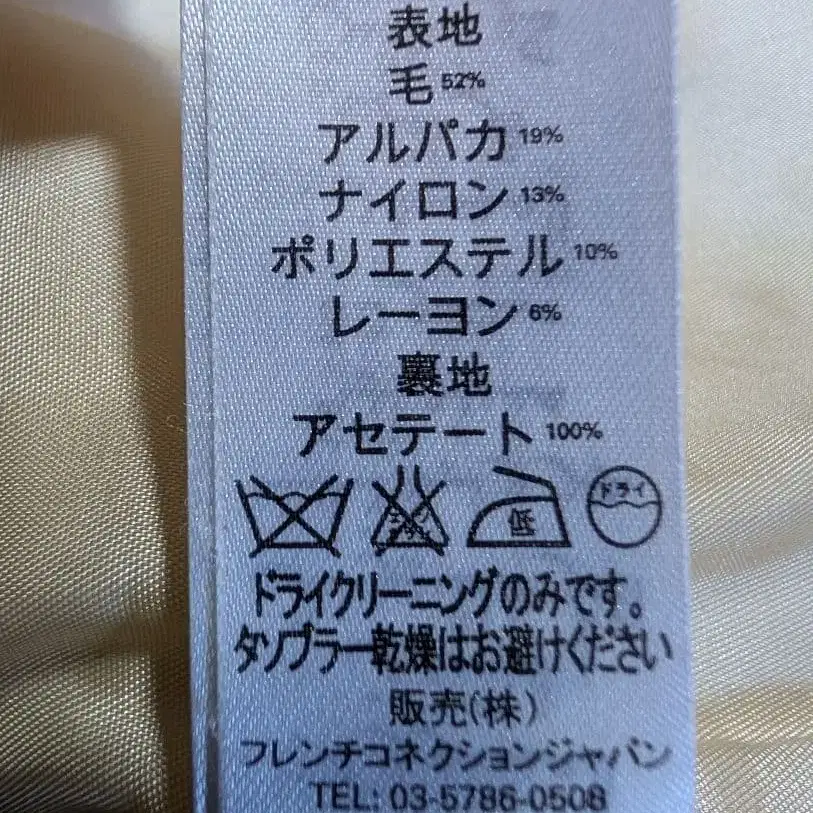 表地
毛 52%
アルパカ 19%
ナイロン 13%
ポリエステル 10%
レーヨン 6%
裏地
アセテート 100%
低 ドライ
ドライクリーニングのみです。
タンブラー乾燥はお避けください
販売(株)
フレンチコネクションジャパン
TEL: 03-5786-0508